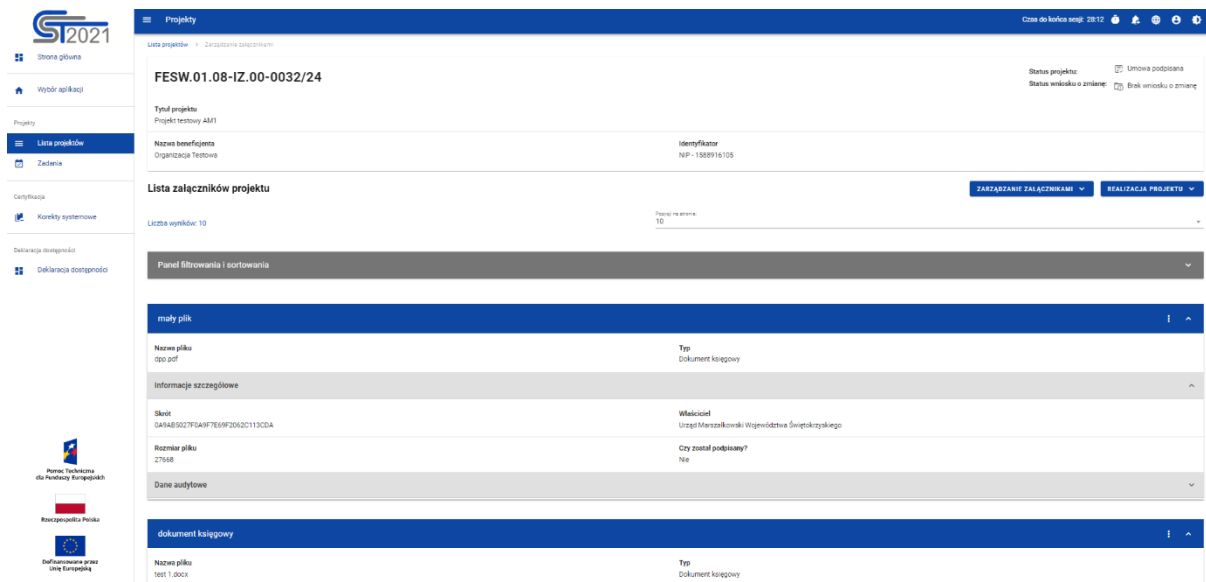 CST2021
Projekty
Czas do końca sesji: 28:12
Strona główna
Wybór aplikacji
Projekty
Lista projektów
Zadania
Certyfikacja
Korekty systemowe
Deklaracja dostępności
Deklaracja dostępności
Pomoc Techniczna
dla Funduszy Europejskich
Rzeczpospolita Polska
Dofinansowane przez
Unię Europejską
Lista projektów > Zarządzanie załącznikami
FESW.01.08-IZ.00-0032/24
Status projektu: Umowa podpisana
Status wniosku o zmianę: Brak wniosku o zmianę
Tytuł projektu
Projekt testowy AM1
Nazwa beneficjenta
Organizacja Testowa
Identyfikator
NIP - 1588916105
Lista załączników projektu
ZARZĄDZANIE ZAŁĄCZNIKAMI
REALIZACJA PROJEKTU
Liczba wyników: 10
Pozycji na stronie:
10
Panel filtrowania i sortowania
mały plik
Nazwa pliku
dpp.pdf
Typ
Dokument księgowy
Informacje szczegółowe
Skrót
0A9AB5027F0A9F7E69F2D62C113CDA
Właściciel
Urząd Marszałkowski Województwa Świętokrzyskiego
Rozmiar pliku
27668
Czy został podpisany?
Nie
Dane audytowe
dokument księgowy
Nazwa pliku
test 1.docx
Typ
Dokument księgowy